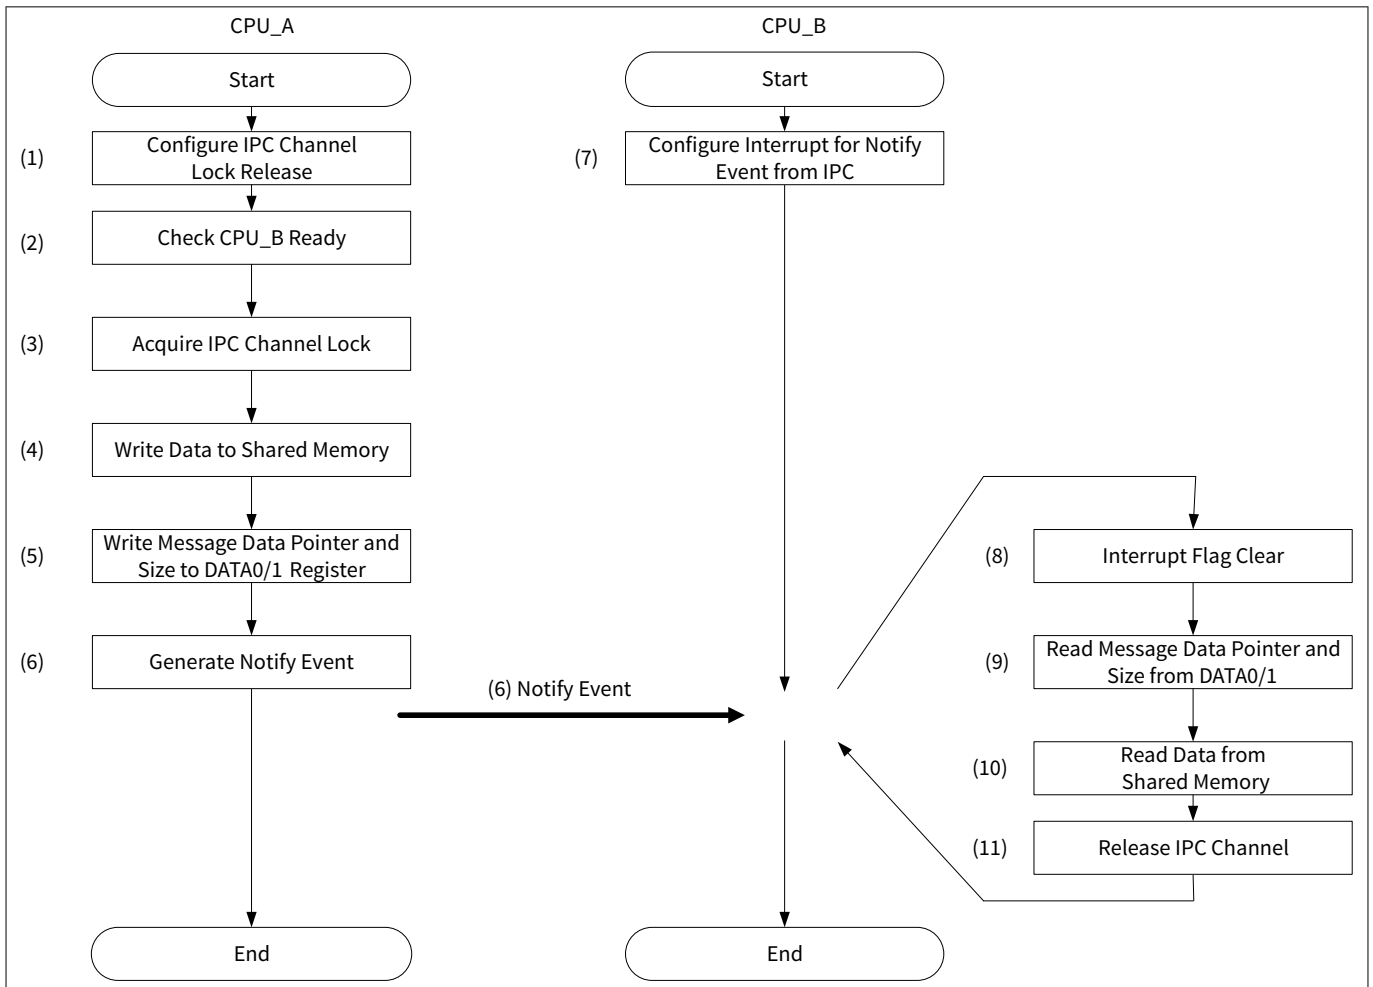 CPU_A
Start
(1)
Configure IPC Channel
Lock Release
(2)
Check CPU_B Ready
(3)
Acquire IPC Channel Lock
(4)
Write Data to Shared Memory
(5)
Write Message Data Pointer and
Size to DATA0/1 Register
(6)
Generate Notify Event
End
(6) Notify Event
CPU_B
Start
(7)
Configure Interrupt for Notify
Event from IPC
End
(8)
Interrupt Flag Clear
(9)
Read Message Data Pointer and
Size from DATA0/1
(10)
Read Data from
Shared Memory
(11)
Release IPC Channel